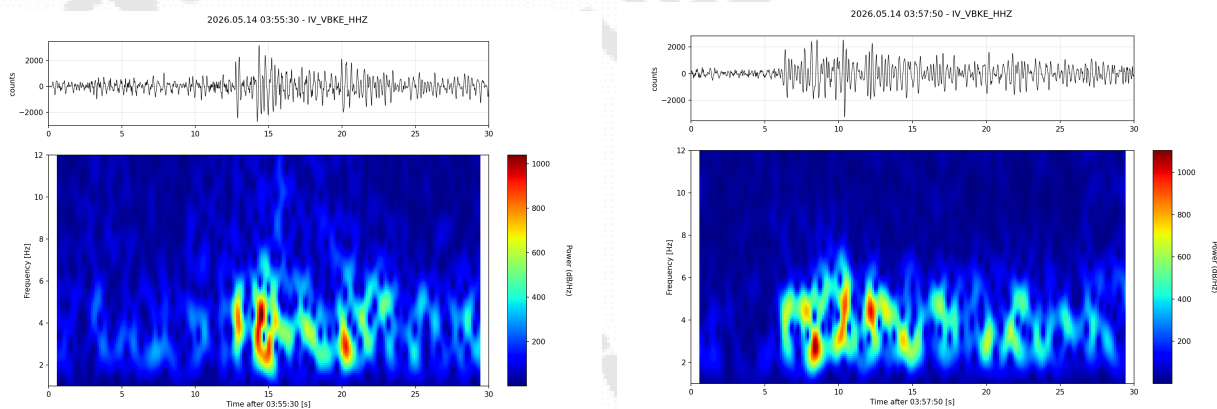 2026.05.14 03:55:30 - IV_VBKE_HHZ
counts
2000
0
−2000
0 5 10 15 20 25 30
Frequency [Hz]
12
10
8
6
4
2
0 5 10 15 20 25 30
Time after 03:55:30 [s]
1000
800
600
400
200
Power (dB/Hz)
2026.05.14 03:57:50 - IV_VBKE_HHZ
counts
2000
0
−2000
0 5 10 15 20 25 30
Frequency [Hz]
12
10
8
6
4
2
0 5 10 15 20 25 30
Time after 03:57:50 [s]
1000
800
600
400
200
Power (dB/Hz)